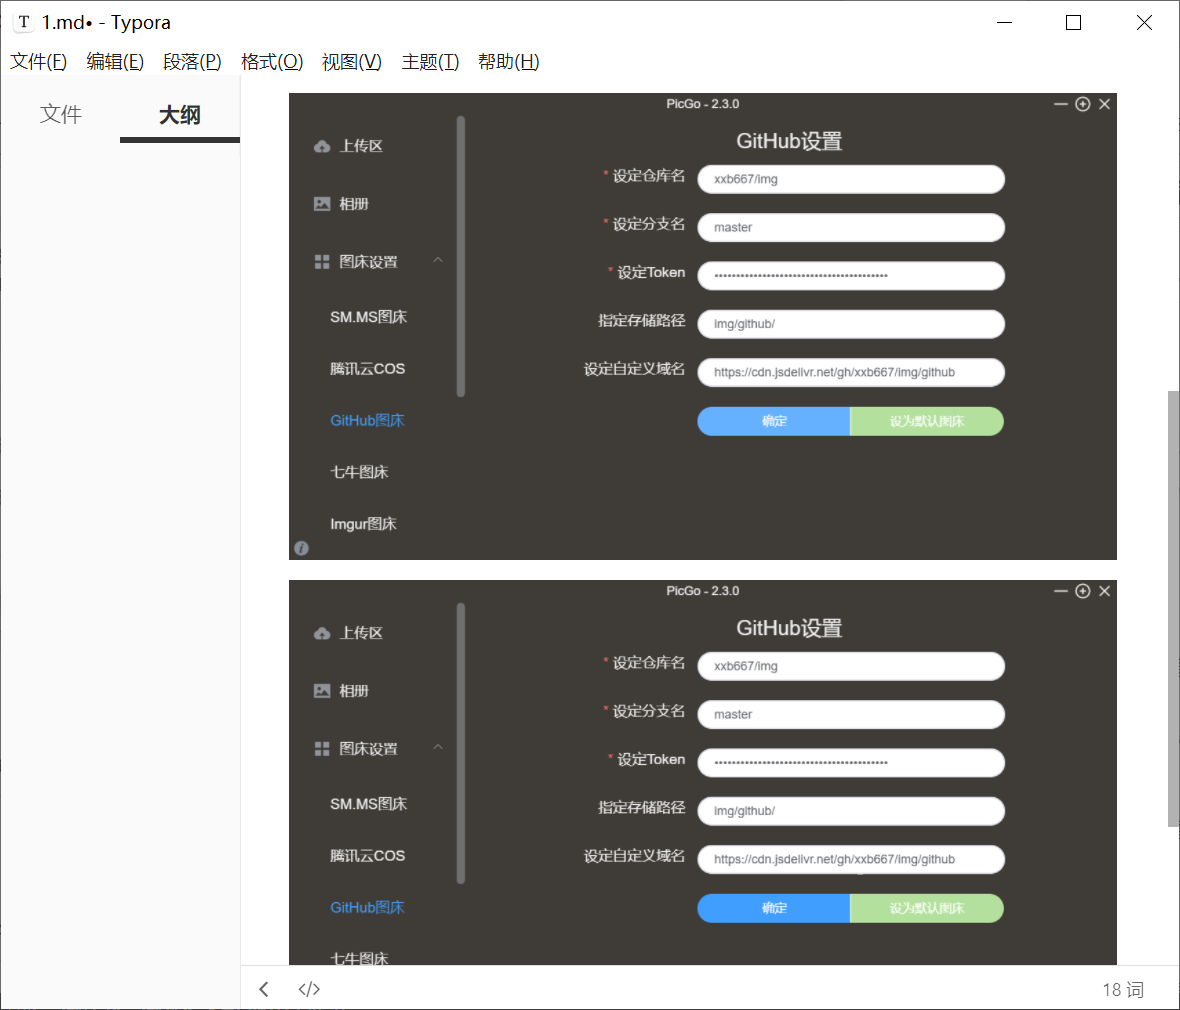 T 1.md• - Typora
文件(F) 编辑(E) 段落(P) 格式(O) 视图(V) 主题(T) 帮助(H)
文件 大纲
PicGo - 2.3.0
上传区
相册
图床设置
SM.MS图床
腾讯云COS
GitHub图床
七牛图床
Imgur图床
GitHub设置
* 设定仓库名 xxb667/img
* 设定分支名 master
* 设定Token
指定存储路径 img/github/
设定自定义域名 https://cdn.jsdelivr.net/gh/xxb667/img/github
确定 设为默认图床
PicGo - 2.3.0
上传区
相册
图床设置
SM.MS图床
腾讯云COS
GitHub图床
七牛图床
GitHub设置
* 设定仓库名 xxb667/img
* 设定分支名 master
* 设定Token
指定存储路径 img/github/
设定自定义域名 https://cdn.jsdelivr.net/gh/xxb667/img/github
确定 设为默认图床
</> 18 词